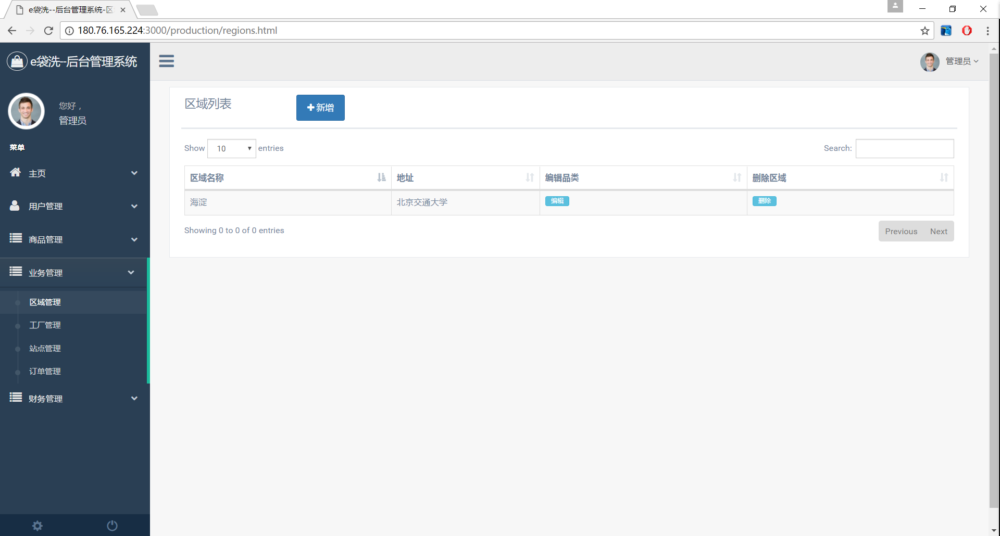 e袋洗--后台管理系统-区
180.76.165.224:3000/production/regions.html
e袋洗--后台管理系统
管理员
您好，
管理员
菜单
主页
用户管理
商品管理
业务管理
区域管理
工厂管理
站点管理
订单管理
财务管理
区域列表
新增
Show 10 entries
Search:
区域名称 地址 编辑品类 删除区域
海淀 北京交通大学 编辑 删除
Showing 0 to 0 of 0 entries
Previous Next